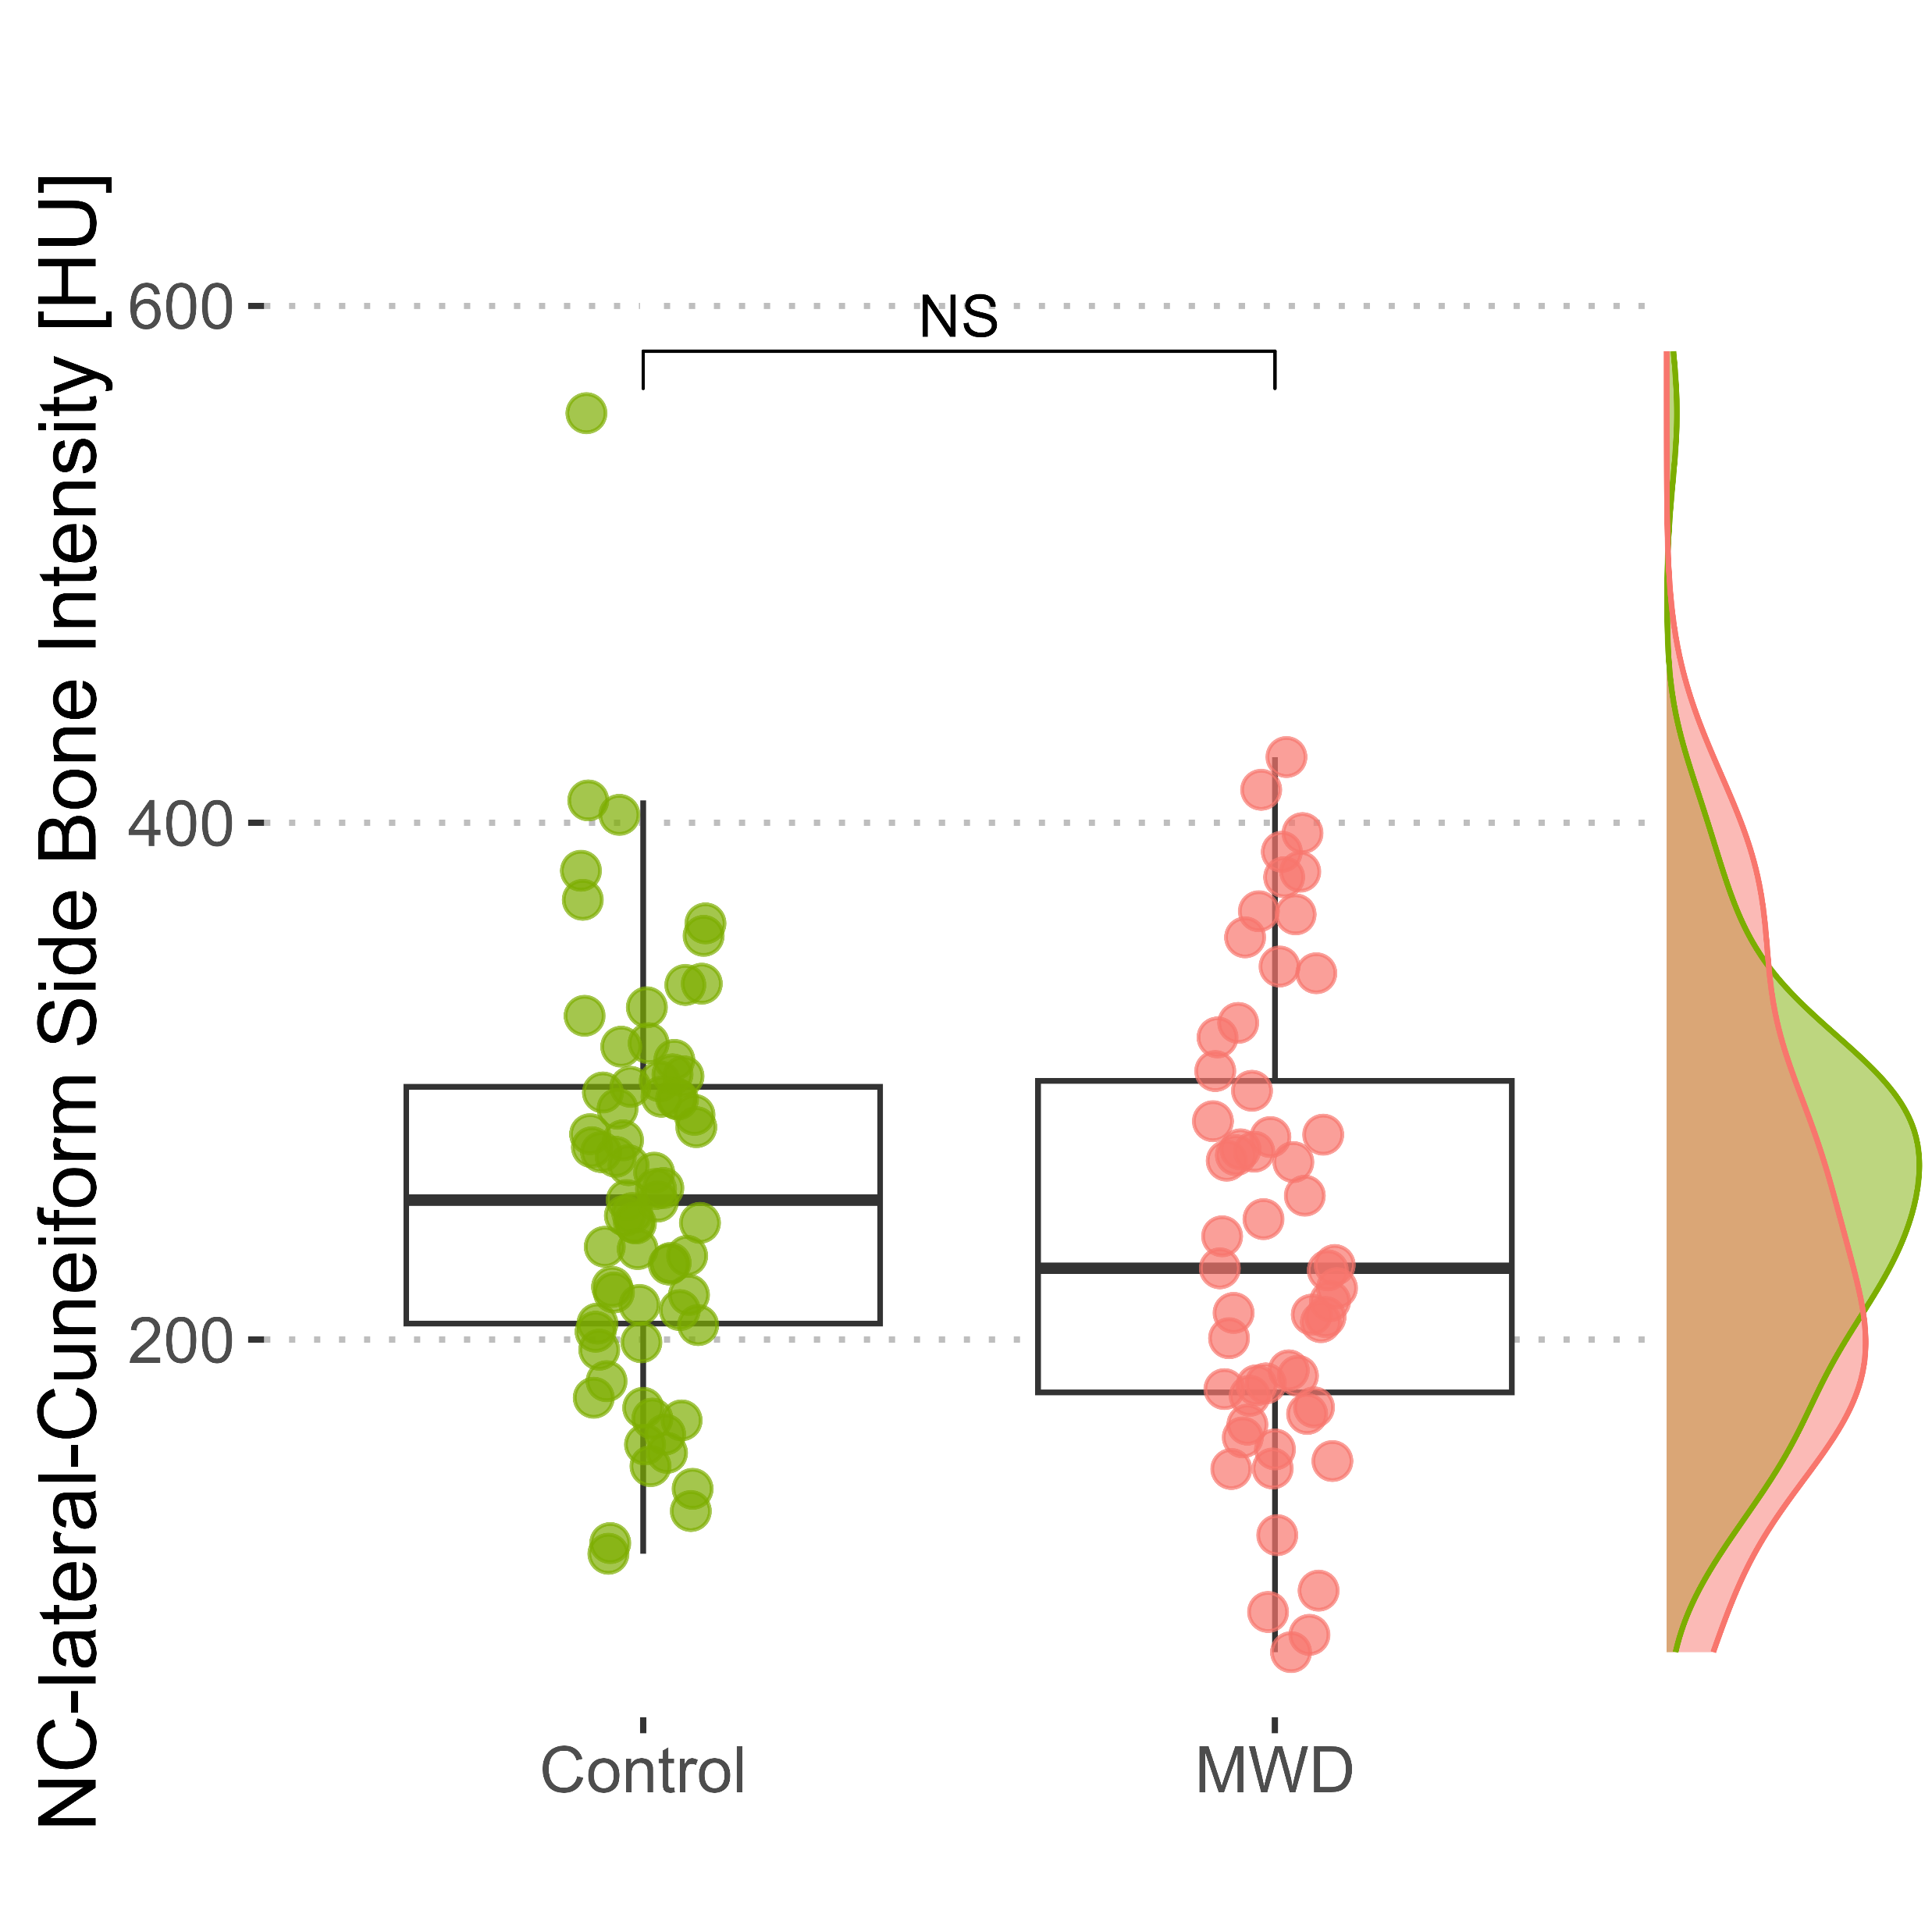 NC-lateral-Cuneiform Side Bone Intensity [HU]
600
400
200
NS
Control
MWD